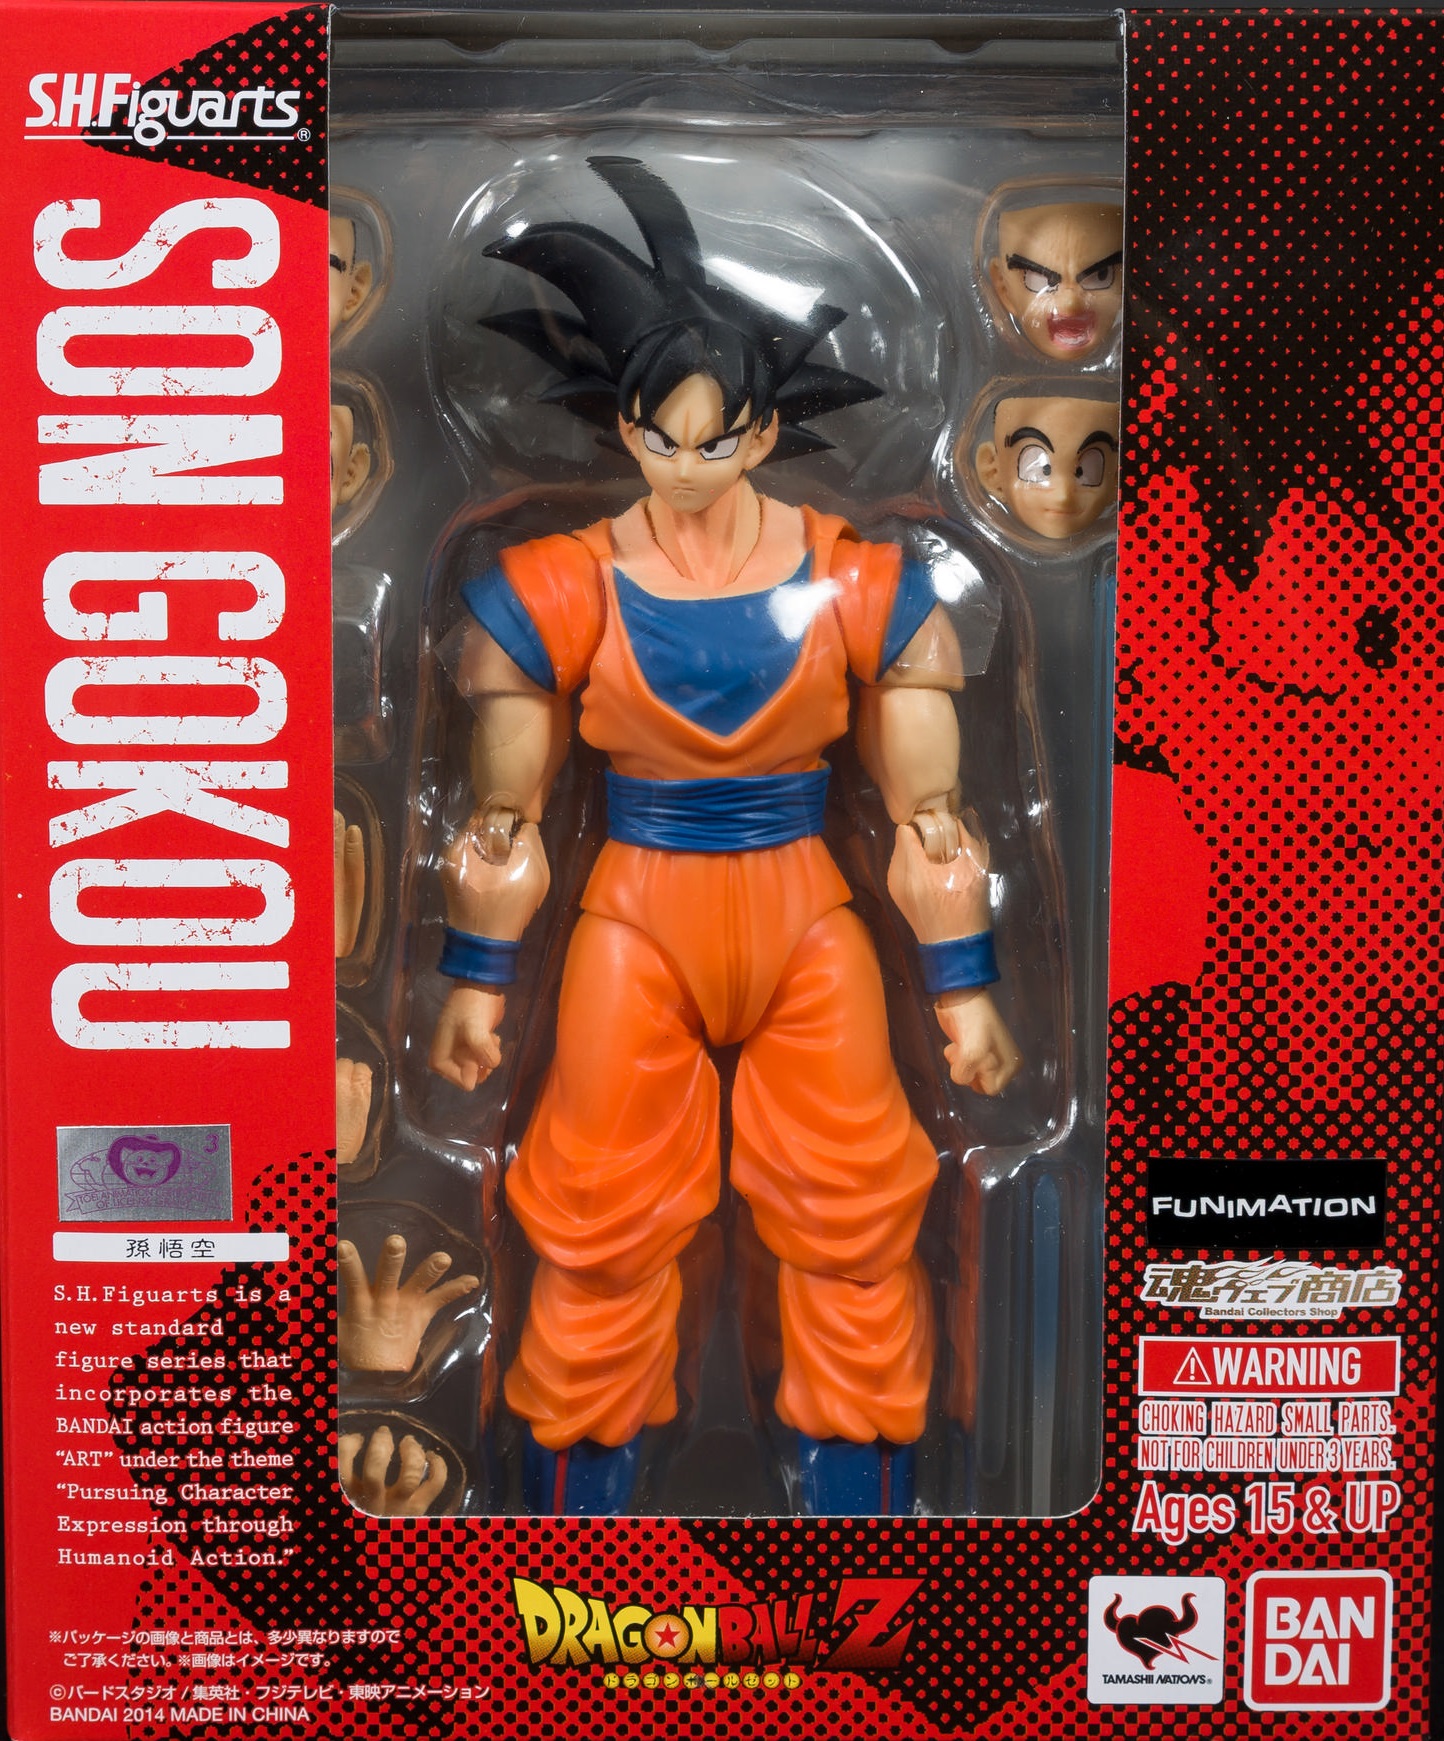 S.H.Figuarts®
SON GOKOU
3
TOEI ANIMATION
孫悟空
S.H.Figuarts is a
new standard
figure series that
incorporates the
BANDAI action figure
“ART” under the theme
“Pursuing Character
Expression through
Humanoid Action.”
※パッケージの画像と商品とは、多少異なりますので
ご了承ください。※画像はイメージです。
©バードスタジオ/集英社・フジテレビ・東映アニメーション
BANDAI 2014 MADE IN CHINA
DRAGONBALL Z
ドラゴンボールゼット
FUNIMATION
魂ウェブ商店
Bandai Collectors Shop
⚠WARNING
CHOKING HAZARD SMALL PARTS.
NOT FOR CHILDREN UNDER 3 YEARS.
Ages 15 & UP
TAMASHII NATIONS®
BAN
DAI